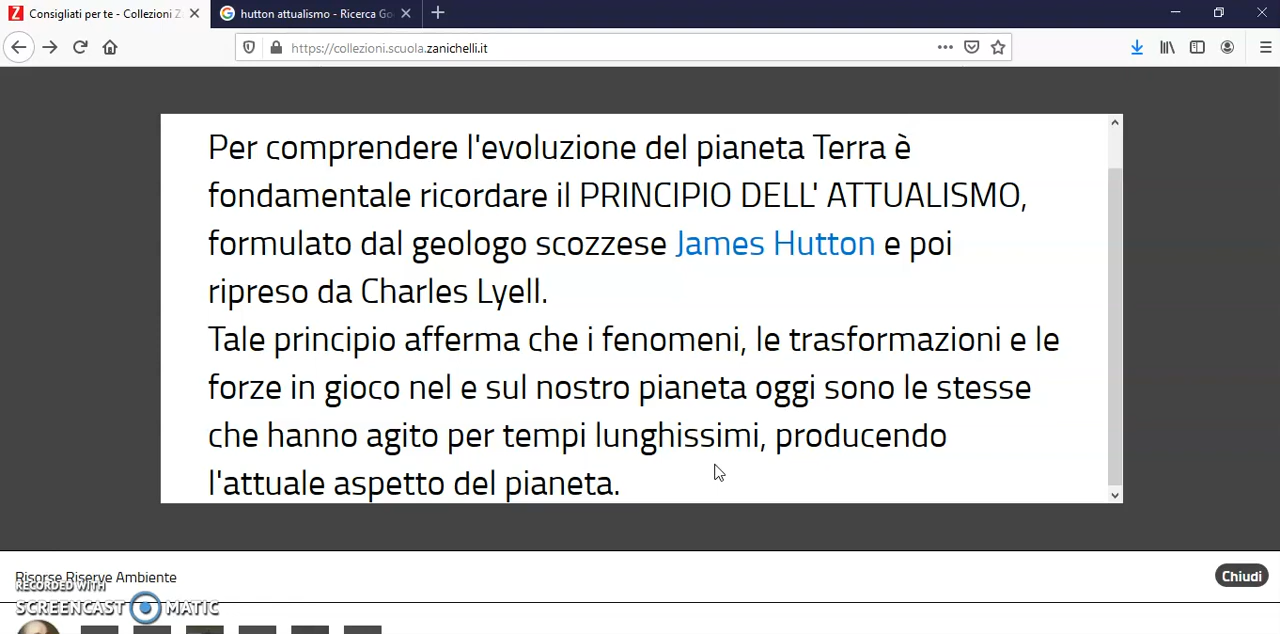 Consigliati per te - Collezioni Z
hutton attualismo - Ricerca Go
https://collezioni.scuola.zanichelli.it
Per comprendere l'evoluzione del pianeta Terra è
fondamentale ricordare il PRINCIPIO DELL' ATTUALISMO,
formulato dal geologo scozzese James Hutton e poi
ripreso da Charles Lyell.
Tale principio afferma che i fenomeni, le trasformazioni e le
forze in gioco nel e sul nostro pianeta oggi sono le stesse
che hanno agito per tempi lunghissimi, producendo
l'attuale aspetto del pianeta.
Risorse Riserve Ambiente
Chiudi
RECORDED WITH
SCREENCAST MATIC